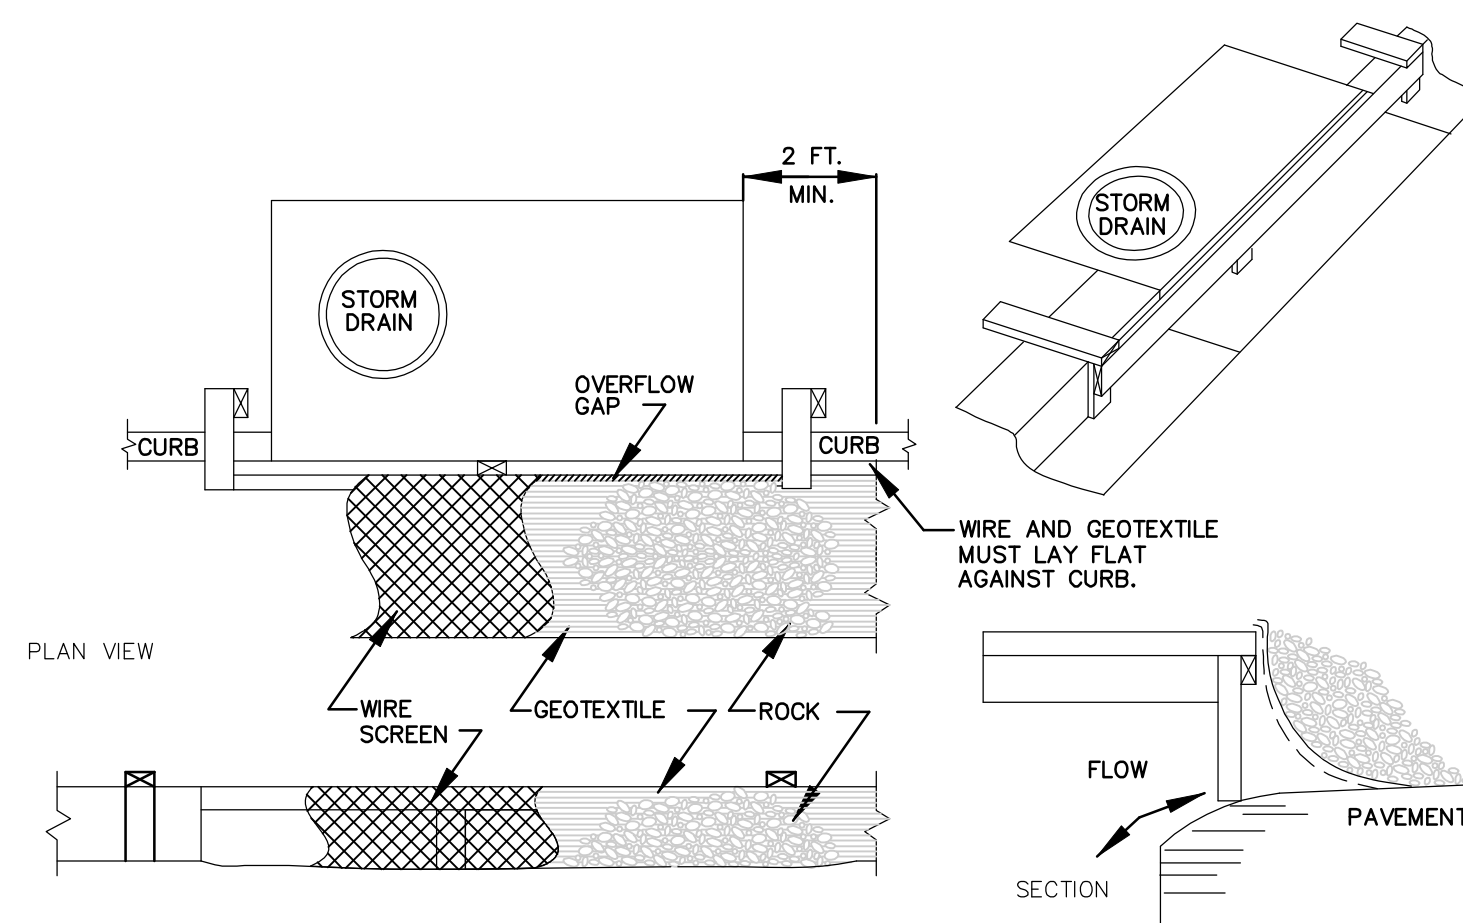 2 FT.
MIN.
STORM
DRAIN
STORM
DRAIN
OVERFLOW
GAP
CURB
CURB
WIRE AND GEOTEXTILE
MUST LAY FLAT
AGAINST CURB.
PLAN VIEW
WIRE
SCREEN
GEOTEXTILE
ROCK
FLOW
PAVEMENT
SECTION